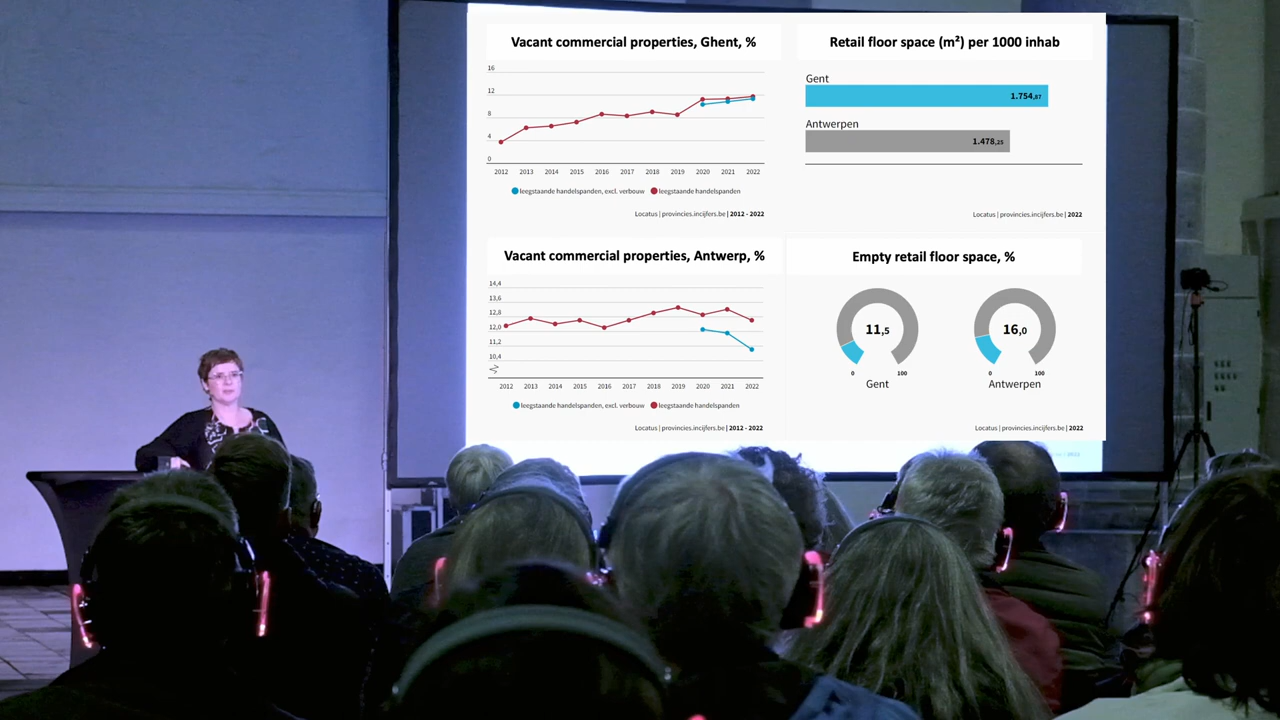 Vacant commercial properties, Ghent, %
16
12
8
4
0
2012 2013 2014 2015 2016 2017 2018 2019 2020 2021 2022
leegstaande handelspanden, excl. verbouw leegstaande handelspanden
Locatus | provincies.incijfers.be | 2012 - 2022
Retail floor space (m²) per 1000 inhab
Gent
1.754,87
Antwerpen
1.478,25
Locatus | provincies.incijfers.be | 2022
Vacant commercial properties, Antwerp, %
14,4
13,6
12,8
12,0
11,2
10,4
2012 2013 2014 2015 2016 2017 2018 2019 2020 2021 2022
leegstaande handelspanden, excl. verbouw leegstaande handelspanden
Locatus | provincies.incijfers.be | 2012 - 2022
Empty retail floor space, %
11,5 16,0
0 100 0 100
Gent Antwerpen
Locatus | provincies.incijfers.be | 2022
2022